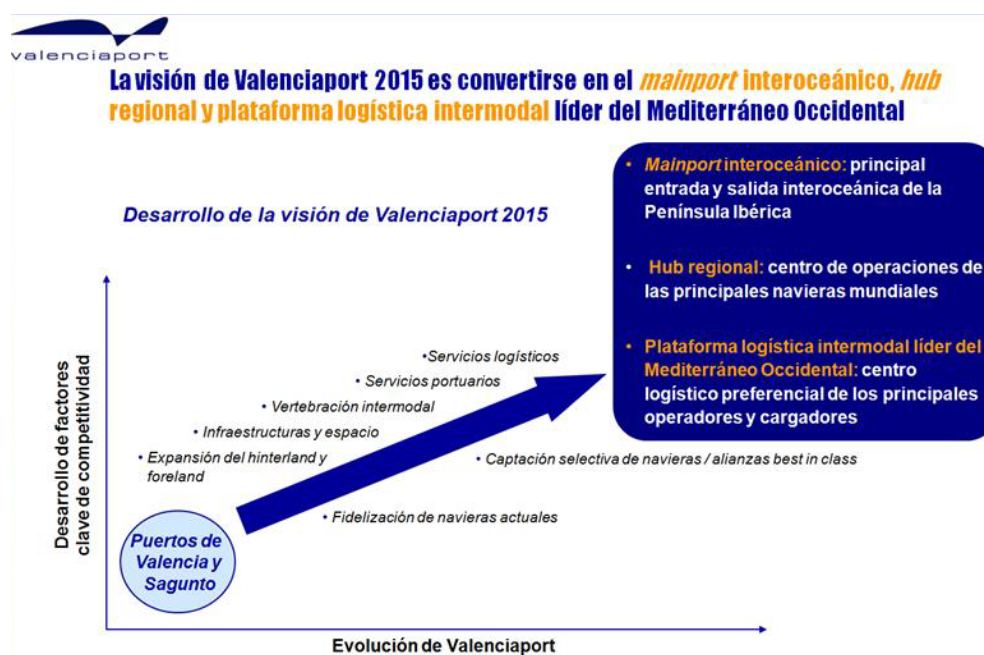 valenciaport
La visión de Valenciaport 2015 es convertirse en el mainport interoceánico, hub
regional y plataforma logística intermodal líder del Mediterráneo Occidental
Desarrollo de la visión de Valenciaport 2015
• Mainport interoceánico: principal
entrada y salida interoceánica de la
Península Ibérica
• Hub regional: centro de operaciones de
las principales navieras mundiales
• Plataforma logística intermodal líder del
Mediterráneo Occidental: centro
logístico preferencial de los principales
operadores y cargadores
Desarrollo de factores
clave de competitividad
•Servicios logísticos
• Servicios portuarios
• Vertebración intermodal
• Infraestructuras y espacio
• Expansión del hinterland y
foreland
• Captación selectiva de navieras / alianzas best in class
• Fidelización de navieras actuales
Puertos de
Valencia y
Sagunto
Evolución de Valenciaport